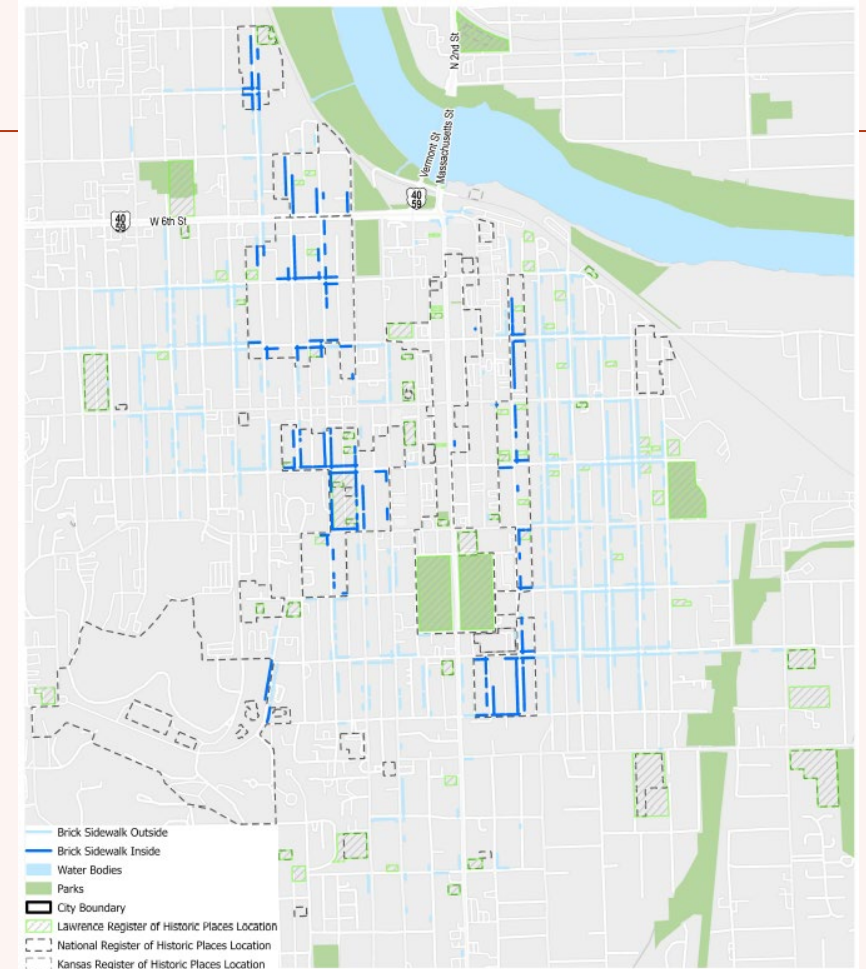 N 2nd St
Vermont St
Massachusetts St
40
59
40
59
W 6th St
Brick Sidewalk Outside
Brick Sidewalk Inside
Water Bodies
Parks
City Boundary
Lawrence Register of Historic Places Location
National Register of Historic Places Location
Kansas Register of Historic Places Location